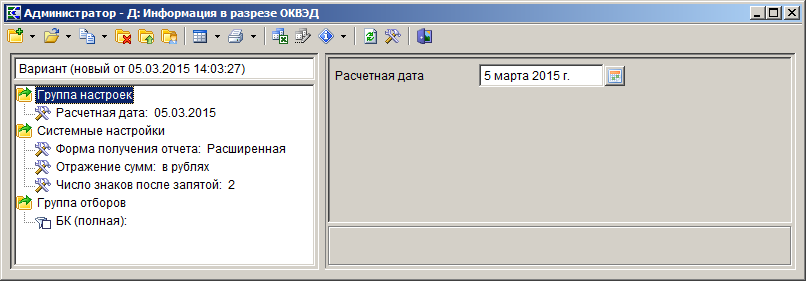 Администратор - Д: Информация в разрезе ОКВЭД
Вариант (новый от 05.03.2015 14:03:27)
Группа настроек
Расчетная дата: 05.03.2015
Системные настройки
Форма получения отчета: Расширенная
Отражение сумм: в рублях
Число знаков после запятой: 2
Группа отборов
БК (полная):
Расчетная дата
5 марта 2015 г.